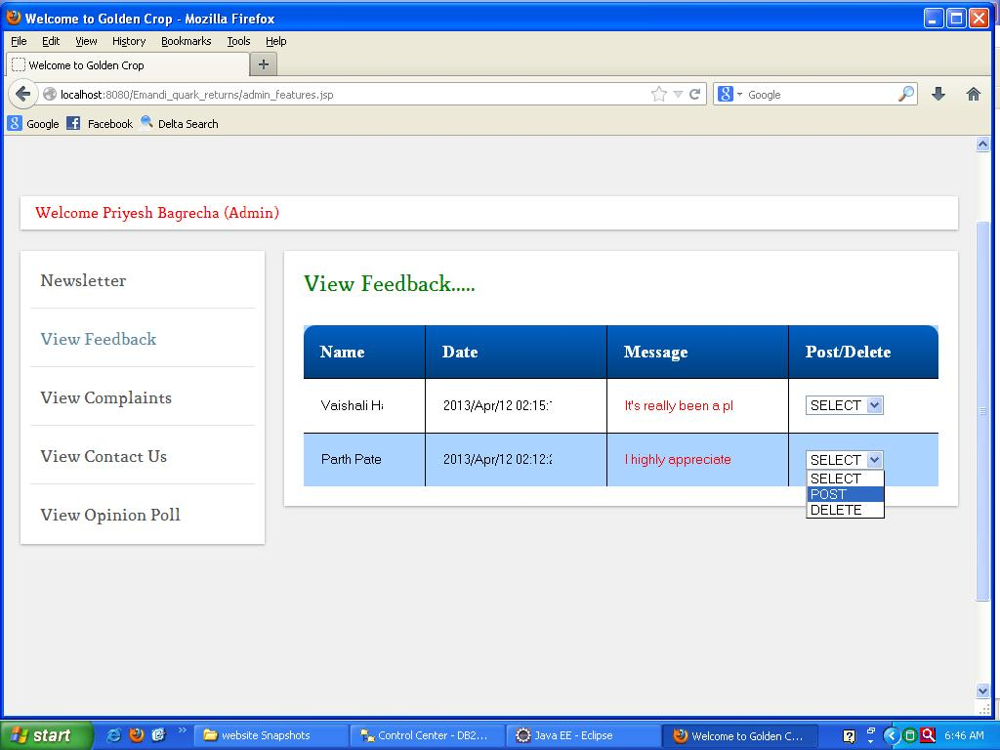 Welcome to Golden Crop - Mozilla Firefox
File Edit View History Bookmarks Tools Help
Welcome to Golden Crop
localhost:8080/Emandi_quark_returns/admin_features.jsp
Google
Google Facebook Delta Search
Welcome Priyesh Bagrecha (Admin)
Newsletter
View Feedback
View Complaints
View Contact Us
View Opinion Poll
View Feedback.....
Name Date Message Post/Delete
Vaishali 2013/Apr/12 02:15: It's really been a pl SELECT
Parth Pate 2013/Apr/12 02:12: I highly appreciate SELECT
SELECT
POST
DELETE
start website Snapshots Control Center - DB2... Java EE - Eclipse Welcome to Golden C... 6:46 AM